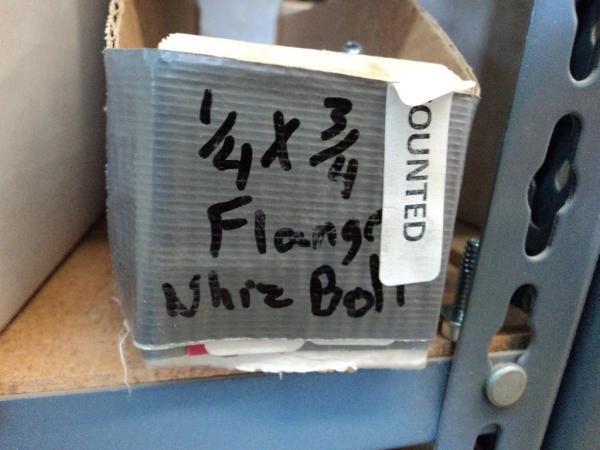 1/4 X 3/4
Flange
Whiz Bolt
OUNTED